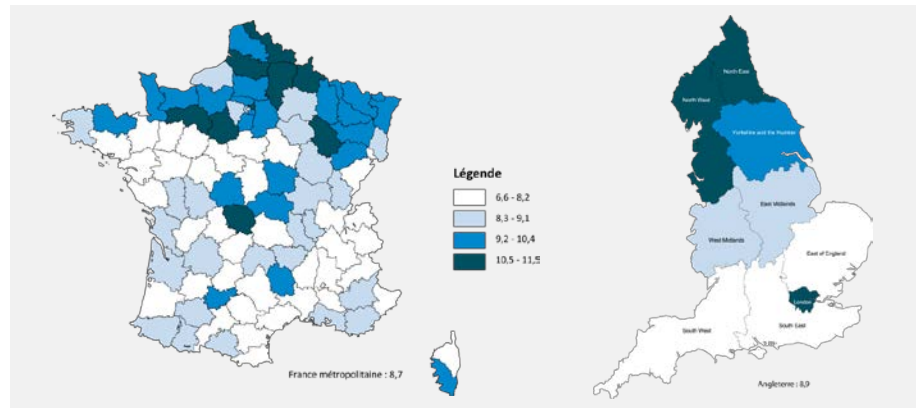 Légende
6,6 - 8,2
8,3 - 9,1
9,2 - 10,4
10,5 - 11,5
France métropolitaine : 8,7
North East
North West
Yorkshire and the Humber
East Midlands
West Midlands
East of England
London
South West
South East
Angleterre : 8,9